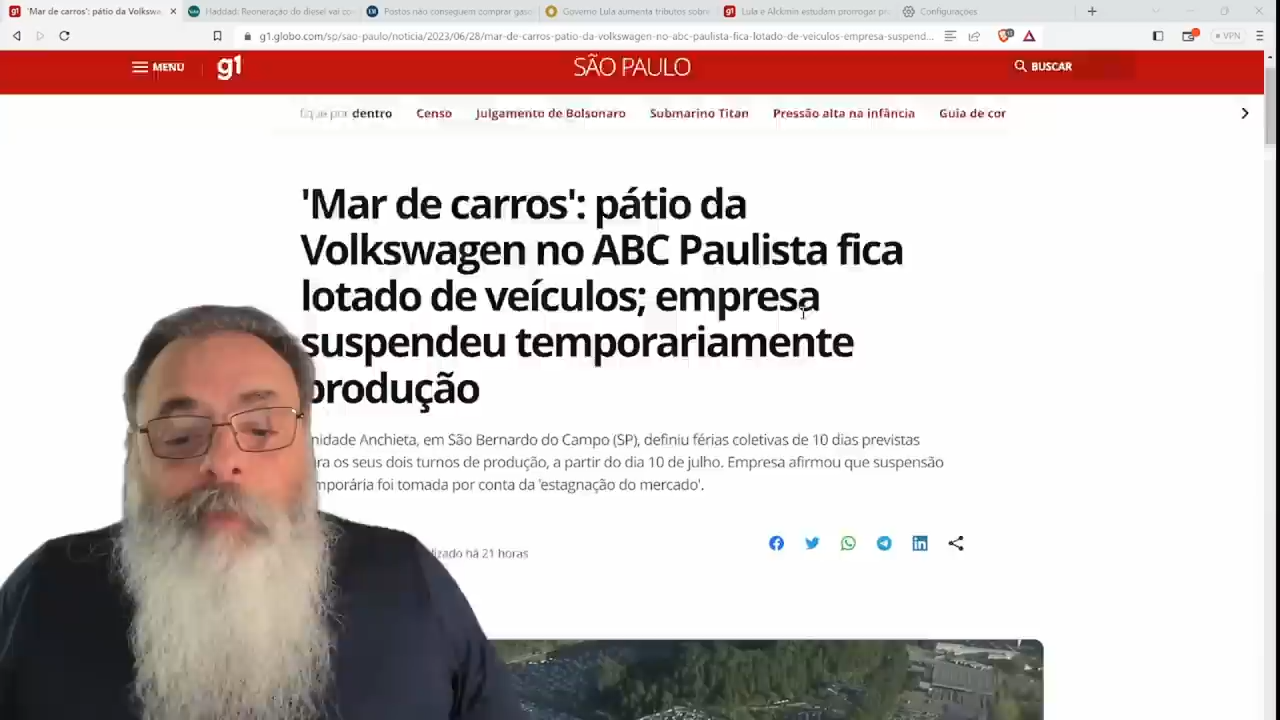 'Mar de carros': pátio da Volkswa
Haddad: Reoneração do diesel vai co
Postos não conseguem comprar gaso
Governo Lula aumenta tributos sobre
Lula e Alckmin estudam prorrogar pr
Configurações
g1.globo.com/sp/sao-paulo/noticia/2023/06/28/mar-de-carros-patio-da-volkswagen-no-abc-paulista-fica-lotado-de-veiculos-empresa-suspend...
VPN
MENU
g1
SÃO PAULO
BUSCAR
fique por dentro
Censo
Julgamento de Bolsonaro
Submarino Titan
Pressão alta na infância
Guia de cor
'Mar de carros': pátio da
Volkswagen no ABC Paulista fica
lotado de veículos; empresa
suspendeu temporariamente
produção
nidade Anchieta, em São Bernardo do Campo (SP), definiu férias coletivas de 10 dias previstas
ra os seus dois turnos de produção, a partir do dia 10 de julho. Empresa afirmou que suspensão
mporária foi tomada por conta da 'estagnação do mercado'.
lizado há 21 horas